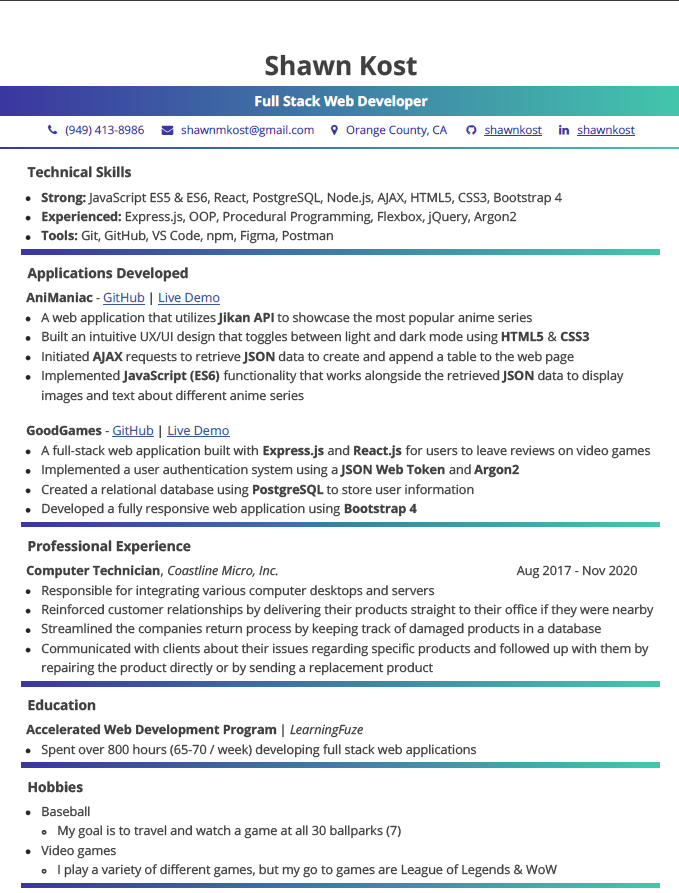 Shawn Kost
Full Stack Web Developer
(949) 413-8986 shawnmkost@gmail.com Orange County, CA shawnkost shawnkost
Technical Skills
• Strong: JavaScript ES5 & ES6, React, PostgreSQL, Node.js, AJAX, HTML5, CSS3, Bootstrap 4
• Experienced: Express.js, OOP, Procedural Programming, Flexbox, jQuery, Argon2
• Tools: Git, GitHub, VS Code, npm, Figma, Postman
Applications Developed
AniManiac - GitHub | Live Demo
• A web application that utilizes Jikan API to showcase the most popular anime series
• Built an intuitive UX/UI design that toggles between light and dark mode using HTML5 & CSS3
• Initiated AJAX requests to retrieve JSON data to create and append a table to the web page
• Implemented JavaScript (ES6) functionality that works alongside the retrieved JSON data to display
images and text about different anime series
GoodGames - GitHub | Live Demo
• A full-stack web application built with Express.js and React.js for users to leave reviews on video games
• Implemented a user authentication system using a JSON Web Token and Argon2
• Created a relational database using PostgreSQL to store user information
• Developed a fully responsive web application using Bootstrap 4
Professional Experience
Computer Technician, Coastline Micro, Inc. Aug 2017 - Nov 2020
• Responsible for integrating various computer desktops and servers
• Reinforced customer relationships by delivering their products straight to their office if they were nearby
• Streamlined the companies return process by keeping track of damaged products in a database
• Communicated with clients about their issues regarding specific products and followed up with them by
repairing the product directly or by sending a replacement product
Education
Accelerated Web Development Program | LearningFuze
• Spent over 800 hours (65-70 / week) developing full stack web applications
Hobbies
• Baseball
∘ My goal is to travel and watch a game at all 30 ballparks (7)
• Video games
∘ I play a variety of different games, but my go to games are League of Legends & WoW